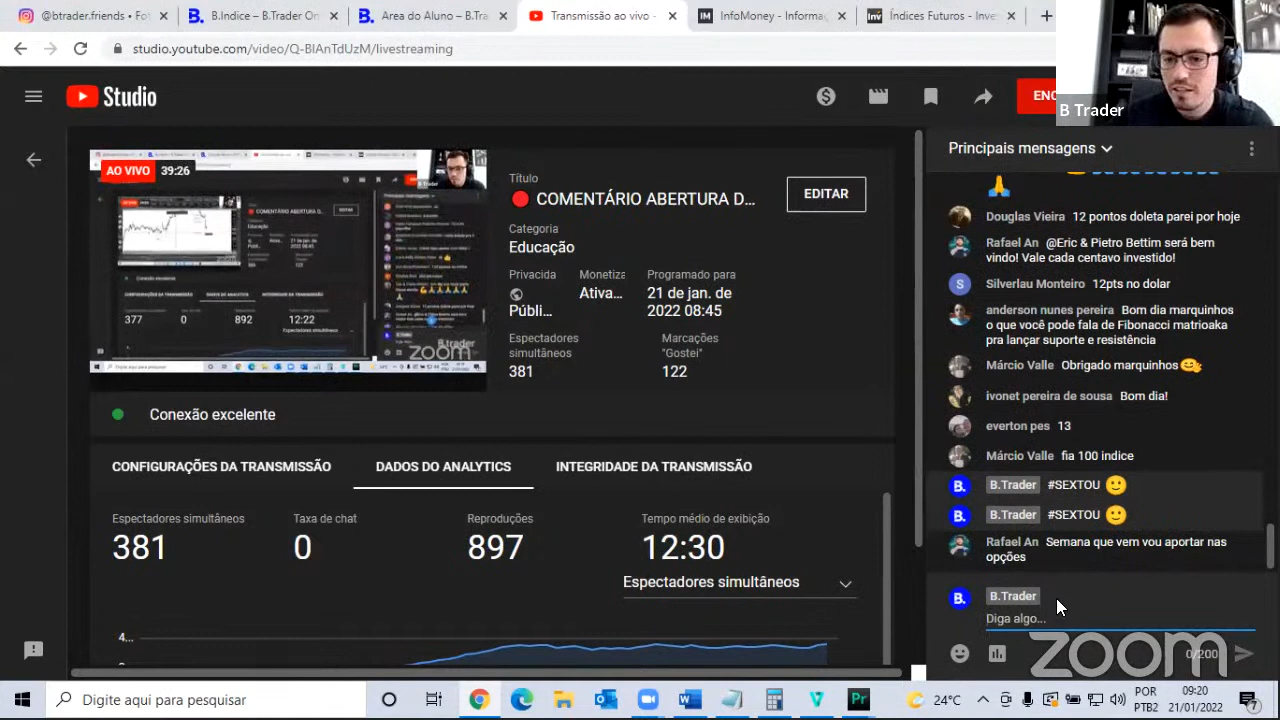 @btrader.friends • Fo
B.Indice – B.Trader On
Área do Aluno – B.Trade
Transmissão ao vivo -
InfoMoney - Informaç
Índices Futuros - Inves
studio.youtube.com/video/Q-BlAnTdUzM/livestreaming
B Trader
Studio
ENC
AO VIVO 39:26
Título
COMENTÁRIO ABERTURA D...
EDITAR
Categoria
Educação
Privacida
Monetiza
Programado para
Públi...
Ativa...
21 de jan. de
2022 08:45
Espectadores
simultâneos
381
Marcações
"Gostei"
122
Conexão excelente
CONFIGURAÇÕES DA TRANSMISSÃO
DADOS DO ANALYTICS
INTEGRIDADE DA TRANSMISSÃO
Espectadores simultâneos
Taxa de chat
Reproduções
Tempo médio de exibição
381
0
897
12:30
Espectadores simultâneos
4...
Principais mensagens
Douglas Vieira 12 pontos doleta parei por hoje
Rafael An @Eric & Piero Bettim será bem
vindo! Vale cada centavo investido!
Silverlau Monteiro 12pts no dolar
anderson nunes pereira Bom dia marquinhos
o que pode fala de Fibonacci matrioaka
pra lançar suporte e resistência
Márcio Valle Obrigado marquinhos
ivonet pereira de sousa Bom dia!
everton pes 13
Márcio Valle fia 100 indice
B.Trader #SEXTOU
B.Trader #SEXTOU
Rafael An Semana que vem vou aportar nas
opções
B.Trader
Diga algo...
0/200
zoom
Digite aqui para pesquisar
24°C
POR
PTB2
09:20
21/01/2022
7